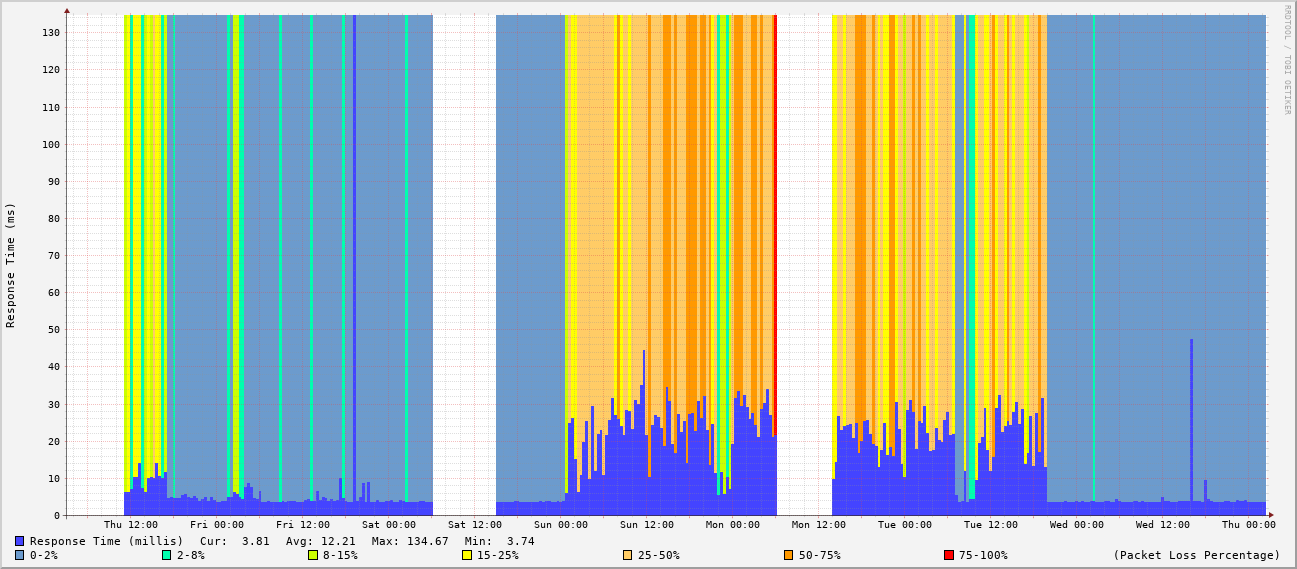 RRDTOOL / TOBI OETIKER
Response Time (ms)
130
120
110
100
90
80
70
60
50
40
30
20
10
0
Thu 12:00 Fri 00:00 Fri 12:00 Sat 00:00 Sat 12:00 Sun 00:00 Sun 12:00 Mon 00:00 Mon 12:00 Tue 00:00 Tue 12:00 Wed 00:00 Wed 12:00 Thu 00:00
Response Time (millis) Cur: 3.81 Avg: 12.21 Max: 134.67 Min: 3.74
0-2% 2-8% 8-15% 15-25% 25-50% 50-75% 75-100% (Packet Loss Percentage)